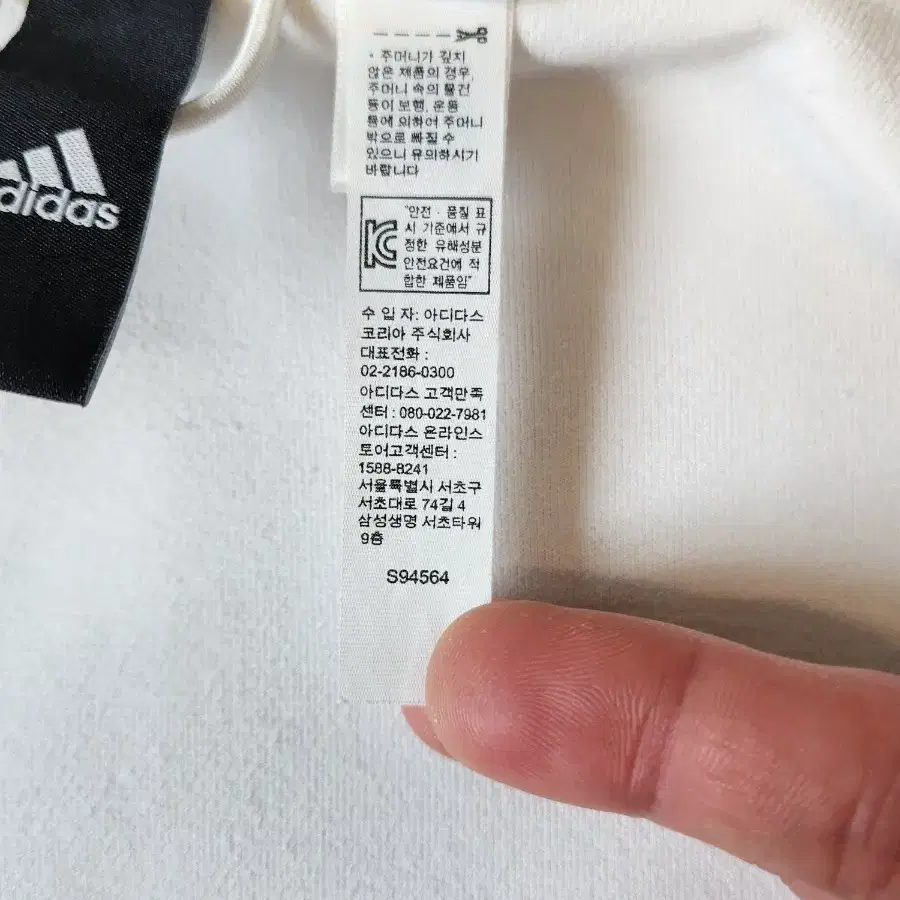 adidas
· 주머니가 깊지
않은 제품의 경우,
주머니 속의 물건
등이 보행, 운동
등에 의하여 주머니
밖으로 빠질 수
있으니 유의하시기
바랍니다
"안전 · 품질 표
시 기준에서 규
정한 유해성분
안전요건에 적
합한 제품임"
수 입 자: 아디다스
코리아 주식회사
대표전화 :
02-2186-0300
아디다스 고객만족
센터 : 080-022-7981
아디다스 온라인스
토어고객센터 :
1588-8241
서울특별시 서초구
서초대로 74길 4
삼성생명 서초타워
9층
S94564